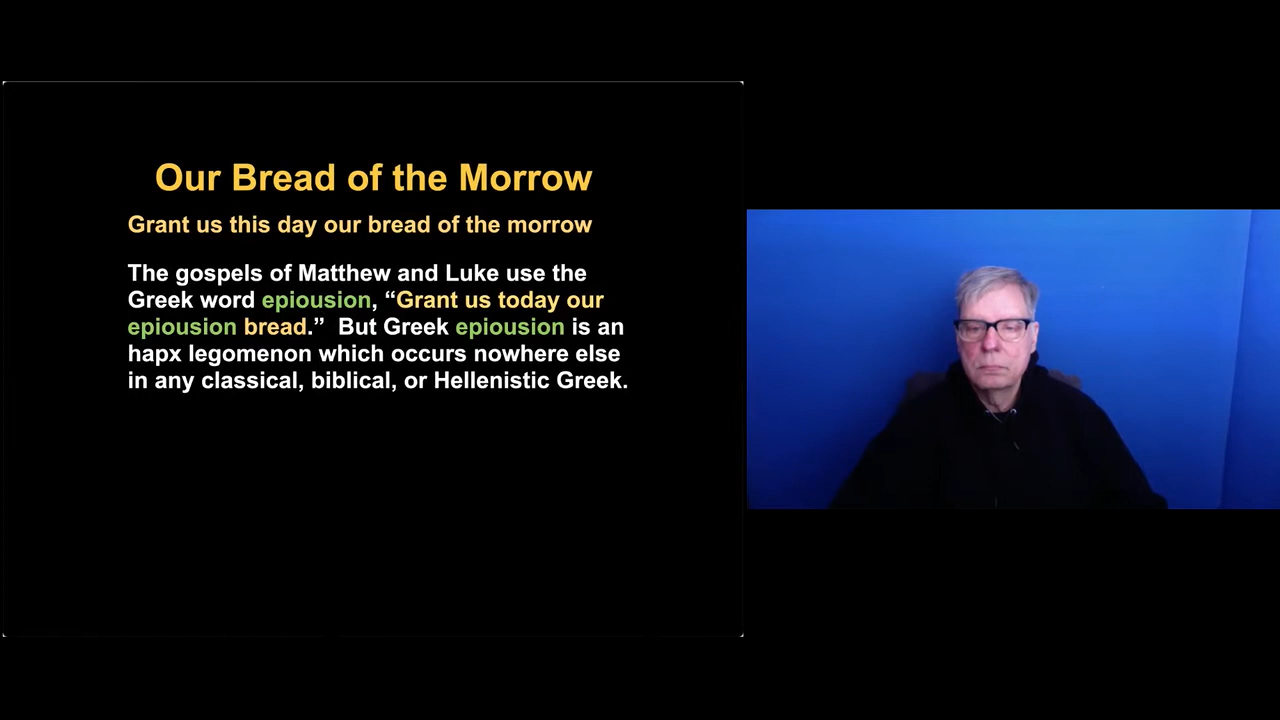 Our Bread of the Morrow
Grant us this day our bread of the morrow
The gospels of Matthew and Luke use the
Greek word epiousion, “Grant us today our
epiousion bread.”  But Greek epiousion is an
hapx legomenon which occurs nowhere else
in any classical, biblical, or Hellenistic Greek.